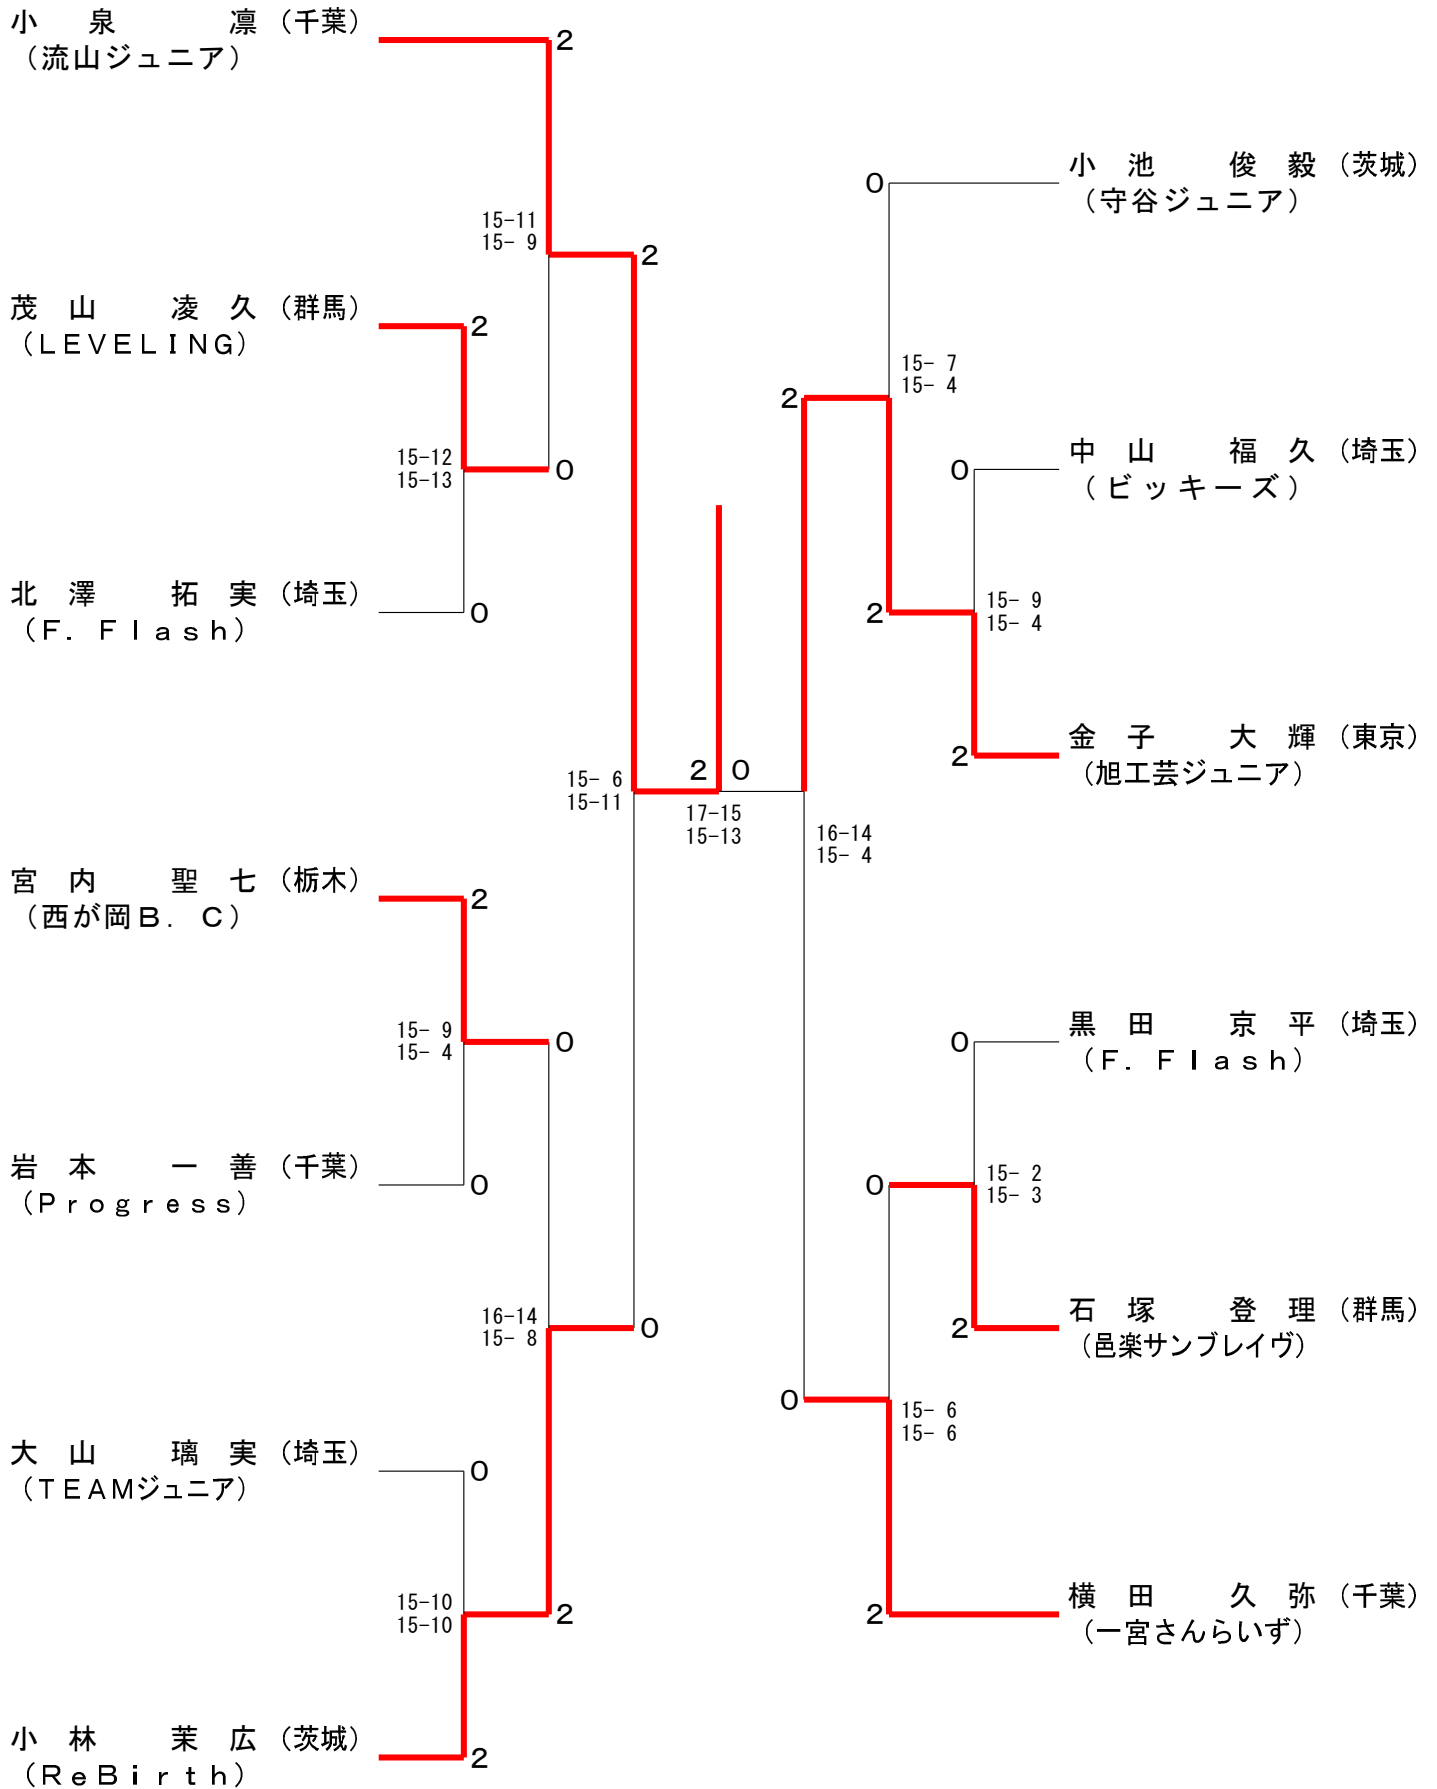 小泉 凛 (千葉)
(流山ジュニア)
2
15-11
15- 9
2
茂山 凌久 (群馬)
(LEVELING)
2
15-12
15-13
0
北澤 拓実 (埼玉)
(F. Flash)
0
15- 6
15-11
2 0
17-15
15-13
宮内 聖七 (栃木)
(西が岡B. C)
2
15- 9
15- 4
0
岩本 一善 (千葉)
(Progress)
0
16-14
15- 8
0
大山 璃実 (埼玉)
(TEAMジュニア)
0
15-10
15-10
2
小林 茉広 (茨城)
(ReBirth)
2
小池 俊毅 (茨城)
(守谷ジュニア)
0
15- 7
15- 4
2
中山 福久 (埼玉)
(ビッキーズ)
0
15- 9
15- 4
2
金子 大輝 (東京)
(旭工芸ジュニア)
2
16-14
15- 4
黒田 京平 (埼玉)
(F. Flash)
0
15- 2
15- 3
0
石塚 登理 (群馬)
(邑楽サンブレイヴ)
2
0
15- 6
15- 6
横田 久弥 (千葉)
(一宮さんらいず)
2